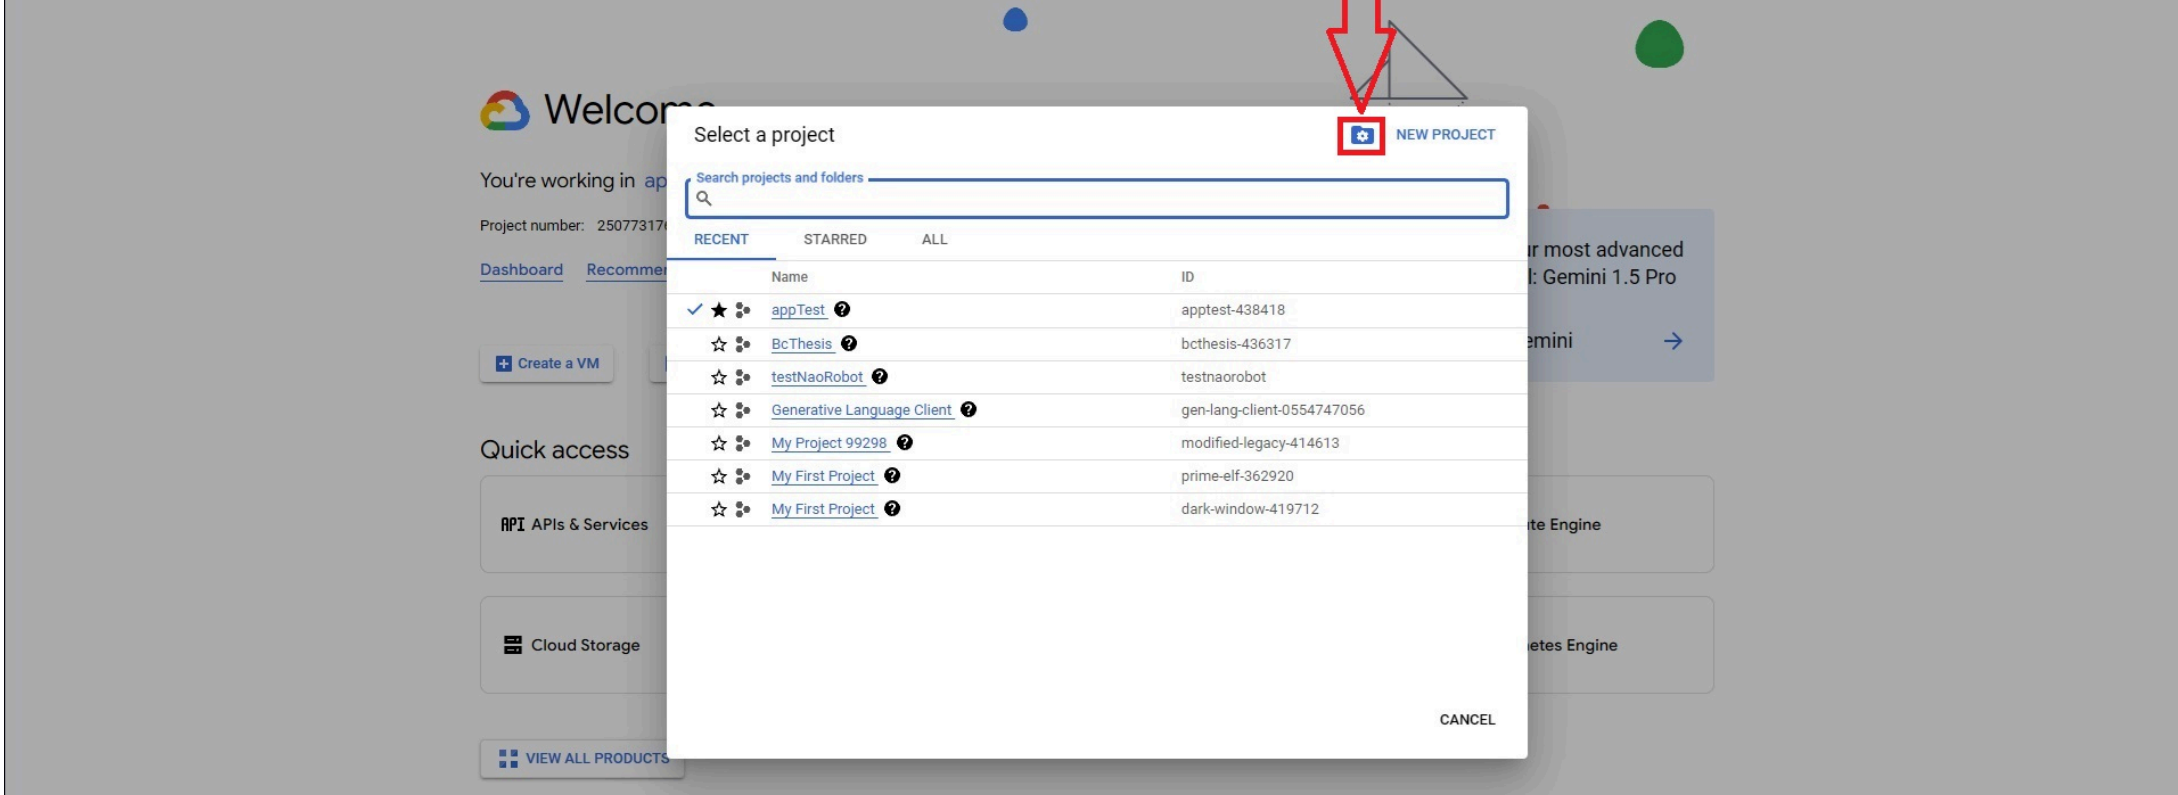 Welcom
Select a project
NEW PROJECT
You're working in ap
Search projects and folders
Project number: 25077317
RECENT STARRED ALL
ur most advanced
Dashboard Recommer
l: Gemini 1.5 Pro
Name ID
appTest apptest-438418
BcThesis bcthesis-436317
emini
Create a VM
testNaoRobot testnaorobot
Generative Language Client gen-lang-client-0554747056
My Project 99298 modified-legacy-414613
Quick access
My First Project prime-elf-362920
My First Project dark-window-419712
API APIs & Services
te Engine
Cloud Storage
etes Engine
CANCEL
VIEW ALL PRODUCTS